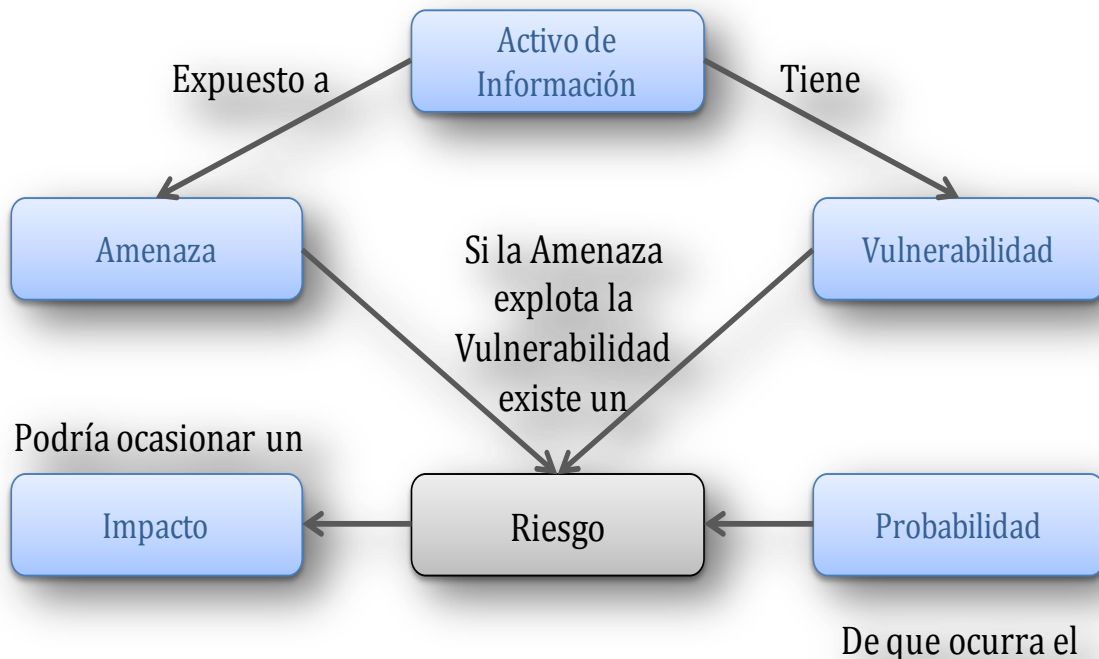 Activo de
Información
Expuesto a
Tiene
Amenaza
Si la Amenaza
explota la
Vulnerabilidad
existe un
Vulnerabilidad
Podría ocasionar un
Impacto
Riesgo
Probabilidad
De que ocurra el